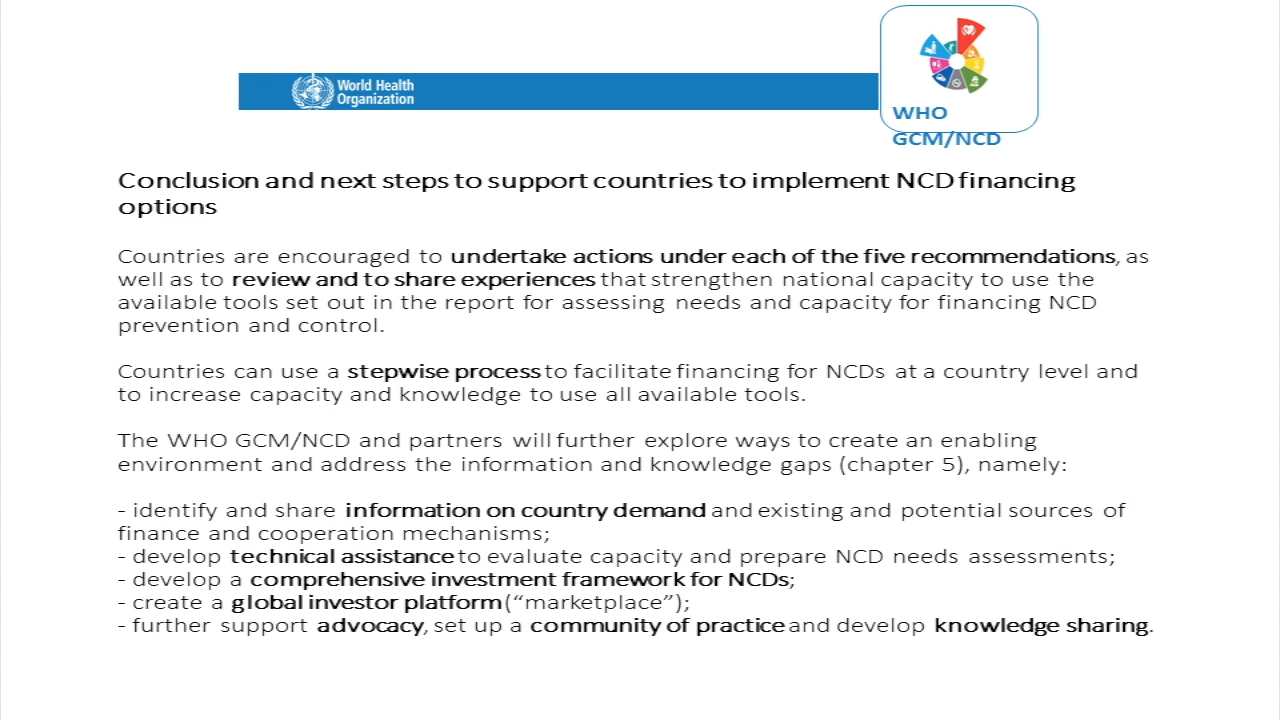 World Health
Organization
WHO
GCM/NCD
Conclusion and next steps to support countries to implement NCD financing
options
Countries are encouraged to undertake actions under each of the five recommendations, as
well as to review and to share experiences that strengthen national capacity to use the
available tools set out in the report for assessing needs and capacity for financing NCD
prevention and control.
Countries can use a stepwise process to facilitate financing for NCDs at a country level and
to increase capacity and knowledge to use all available tools.
The WHO GCM/NCD and partners will further explore ways to create an enabling
environment and address the information and knowledge gaps (chapter 5), namely:
- identify and share information on country demand and existing and potential sources of
finance and cooperation mechanisms;
- develop technical assistance to evaluate capacity and prepare NCD needs assessments;
- develop a comprehensive investment framework for NCDs;
- create a global investor platform (“marketplace”);
- further support advocacy, set up a community of practice and develop knowledge sharing.